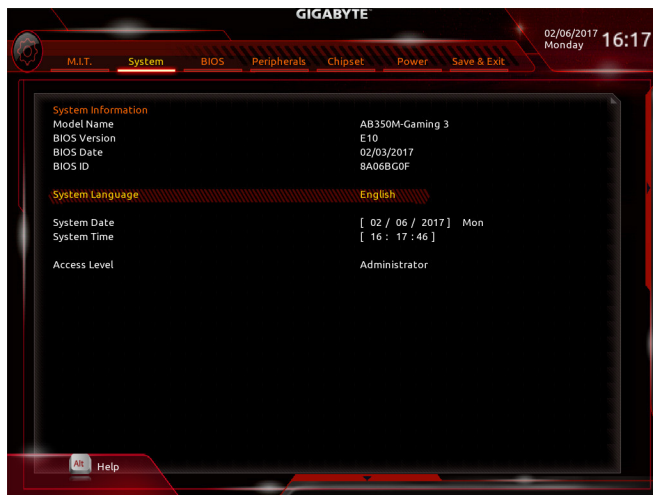 GIGABYTE™
02/06/2017 Monday 16:17
M.I.T. System BIOS Peripherals Chipset Power Save & Exit
System Information
Model Name AB350M-Gaming 3
BIOS Version E10
BIOS Date 02/03/2017
BIOS ID 8A06BG0F
System Language English
System Date [ 02 / 06 / 2017 ] Mon
System Time [ 16 : 17 : 46 ]
Access Level Administrator
Alt Help